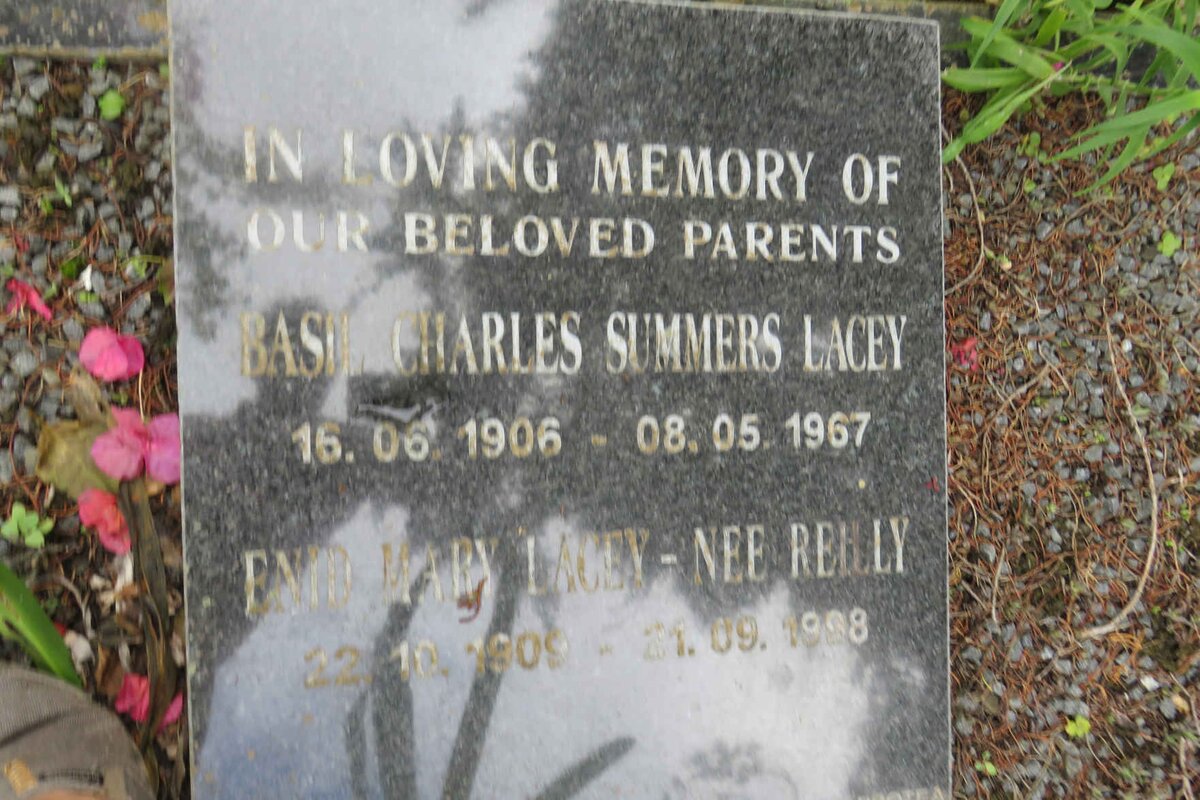 IN LOVING MEMORY OF
OUR BELOVED PARENTS
BASIL CHARLES SUMMERS LACEY
16. 06. 1906 - 08. 05. 1967
ENID MARY LACEY - NEE REILLY
22. 10. 1909 - 21. 09. 1998